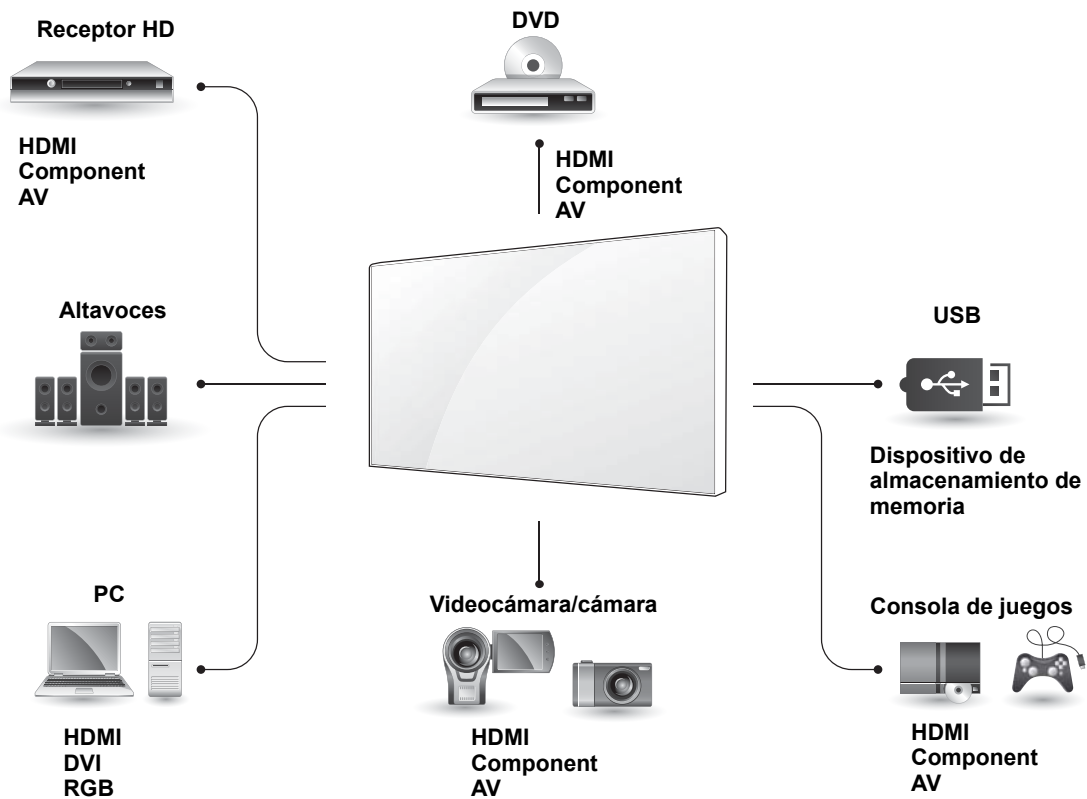 Receptor HD
HDMI
Component
AV
DVD
HDMI
Component
AV
Altavoces
USB
Dispositivo de
almacenamiento de
memoria
PC
HDMI
DVI
RGB
Videocámara/cámara
HDMI
Component
AV
Consola de juegos
HDMI
Component
AV